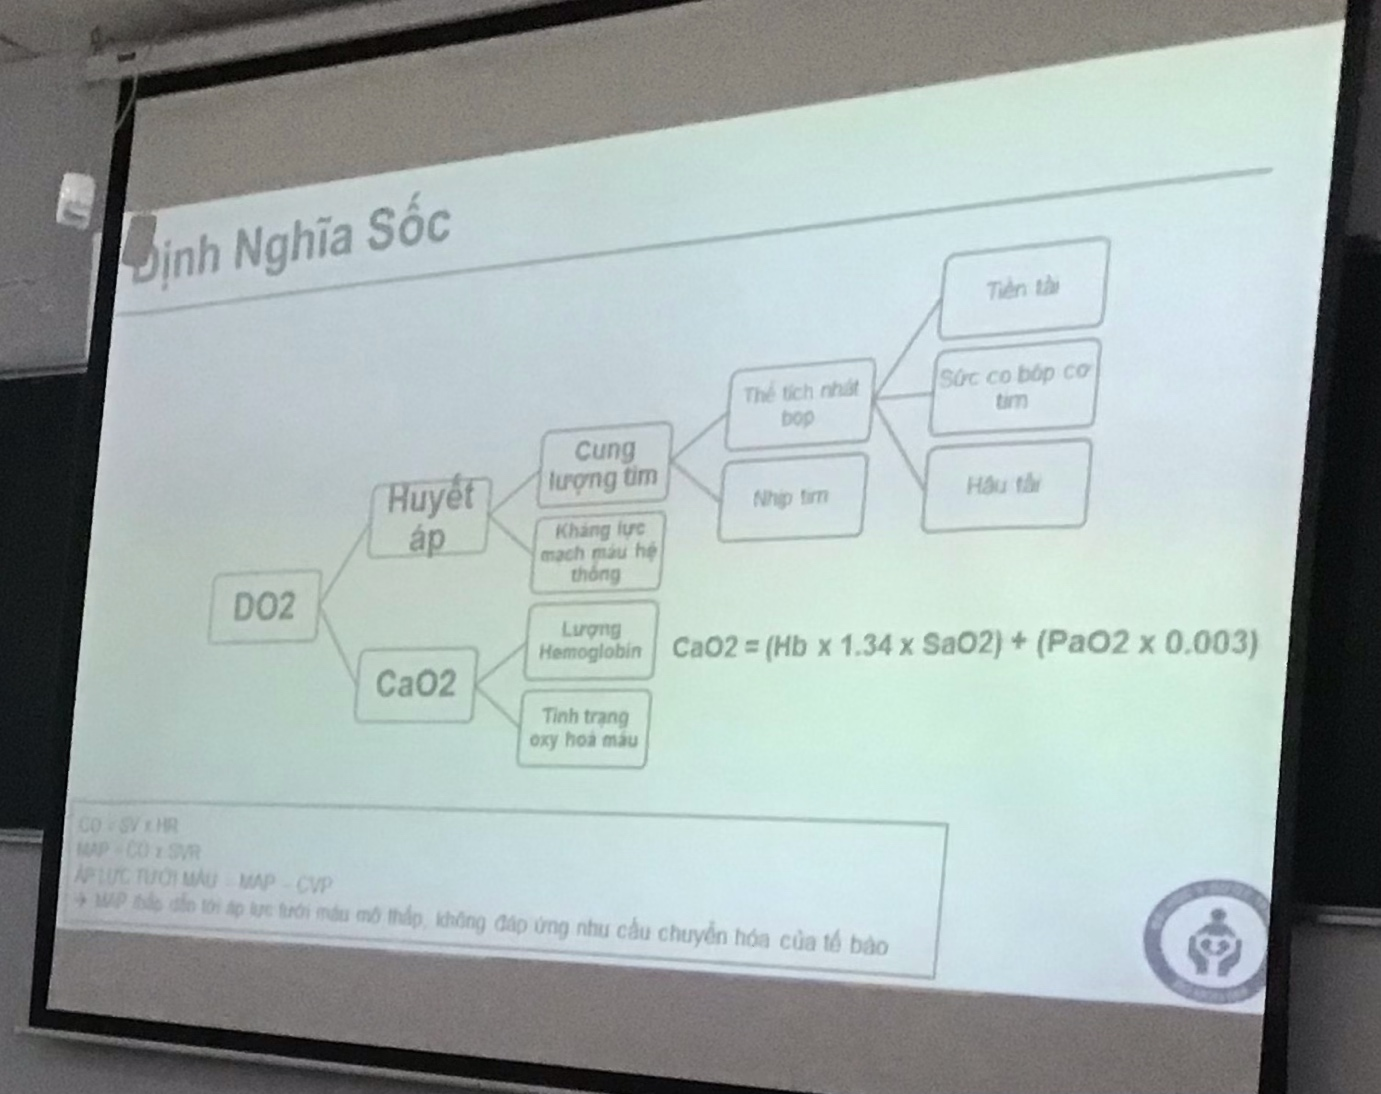 Định Nghĩa Sốc
Tiền tải
Sức co bóp cơ
tim
Hậu tải
Thể tích nhát
bóp
Nhịp tim
Cung
lượng tim
Kháng lực
mạch máu hệ
thống
Huyết
áp
DO2
CaO2
Lượng
Hemoglobin
Tình trạng
oxy hoá máu
CaO2 = (Hb x 1.34 x SaO2) + (PaO2 x 0.003)
CO = SV x HR
MAP = CO x SVR
ÁP LỰC TƯỚI MÁU = MAP - CVP
→ MAP thấp dẫn tới áp lực tưới máu mô thấp, không đáp ứng nhu cầu chuyển hóa của tế bào